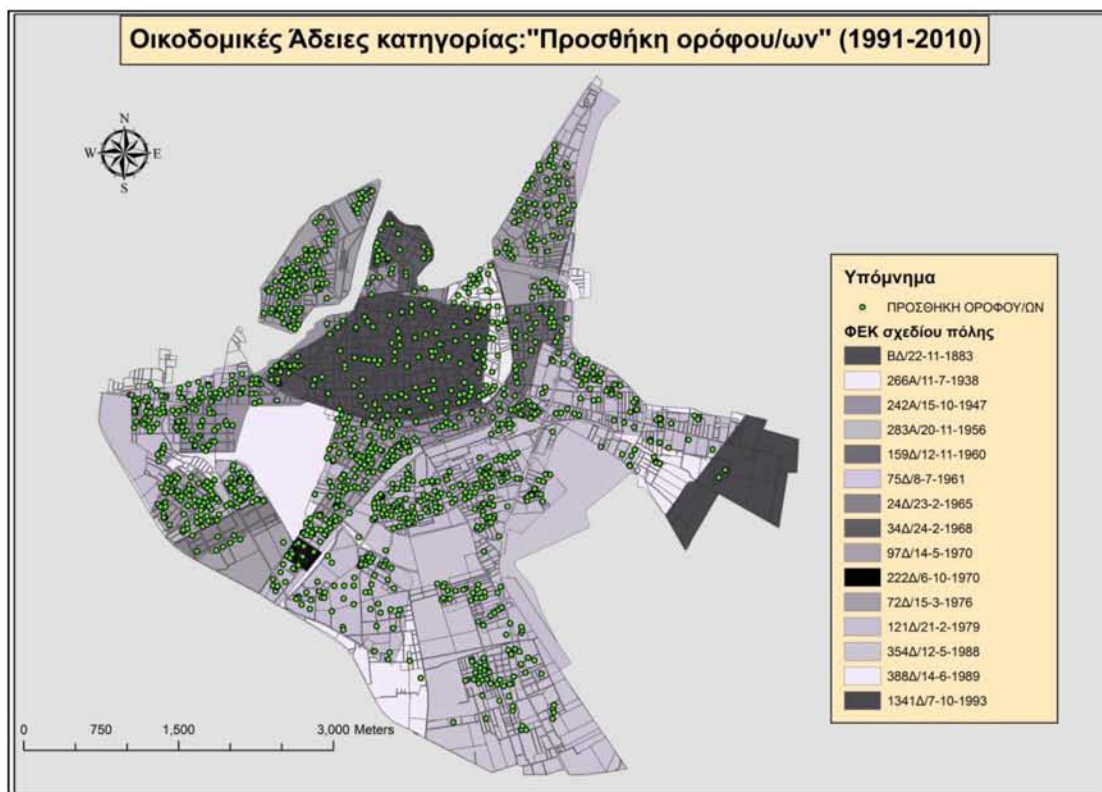 Οικοδομικές Άδειες κατηγορίας:"Προσθήκη ορόφου/ων" (1991-2010)
N
W E
S
Υπόμνημα
ΠΡΟΣΘΗΚΗ ΟΡΟΦΟΥ/ΩΝ
ΦΕΚ σχεδίου πόλης
ΒΔ/22-11-1883
266Α/11-7-1938
242Α/15-10-1947
283Α/20-11-1956
159Δ/12-11-1960
75Δ/8-7-1961
24Δ/23-2-1965
34Δ/24-2-1968
97Δ/14-5-1970
222Δ/6-10-1970
72Δ/15-3-1976
121Δ/21-2-1979
354Δ/12-5-1988
388Δ/14-6-1989
1341Δ/7-10-1993
0 750 1,500 3,000 Meters